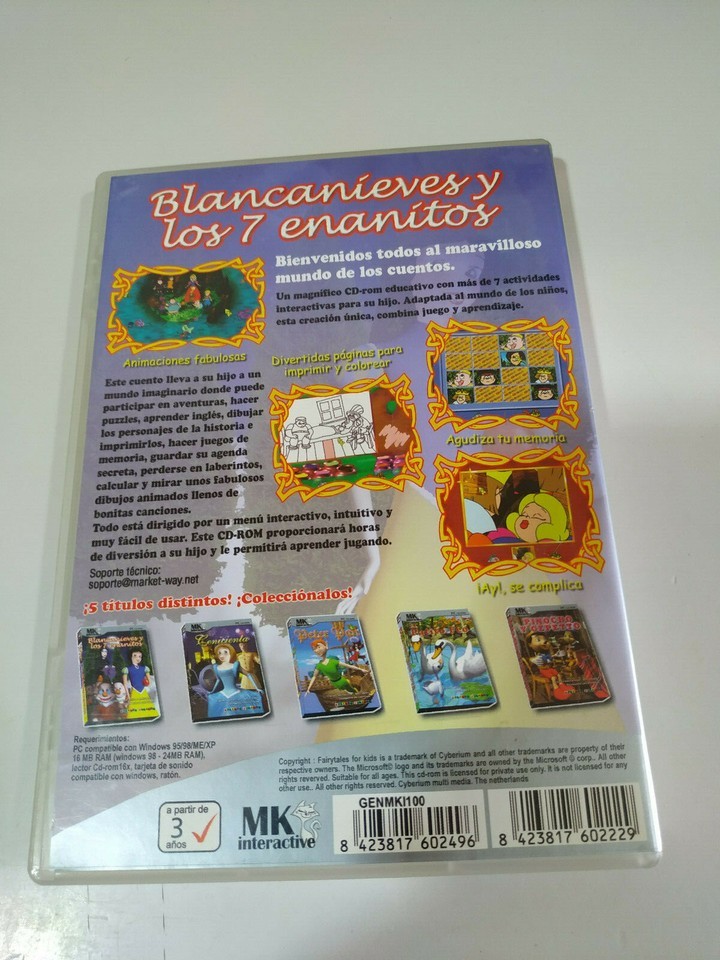 Blancanieves y
los 7 enanitos
Bienvenidos todos al maravilloso
mundo de los cuentos.
Un magnífico CD-rom educativo con más de 7 actividades
interactivas para su hijo. Adaptada al mundo de los niños,
esta creación única, combina juego y aprendizaje.
Animaciones fabulosas
Divertidas páginas para
imprimir y colorear
Agudiza tu memoria
¡Ay!, se complica
Este cuento lleva a su hijo a un
mundo imaginario donde puede
participar en aventuras, hacer
puzzles, aprender inglés, dibujar
los personajes de la historia e
imprimirlos, hacer juegos de
memoria, guardar su agenda
secreta, perderse en laberintos,
calcular y mirar unos fabulosos
dibujos animados llenos de
bonitas canciones.
Todo está dirigido por un menú interactivo, intuitivo y
muy fácil de usar. Este CD-ROM proporcionará horas
de diversión a su hijo y le permitirá aprender jugando.
Soporte técnico:
soporte@market-way.net
¡5 títulos distintos! ¡Colecciónalos!
MK
Blancanieves y
los 7 enanitos
MK
Cenicienta
MK
Peter Pan
MK
PINOCHO
Requerimientos:
PC compatible con Windows 95/98/ME/XP
16 MB RAM (windows 98 - 24MB RAM),
lector Cd-rom16x, tarjeta de sonido
compatible con windows, ratón.
Copyright : Fairytales for kids is a trademark of Cyberium and all other trademarks are property of their
respective owners. The Microsoft® logo and its trademarks are owned by the Microsoft © corp.. All other
rights reverved. Suitable for all ages. This cd-rom is licensed for private use only. It is not licensed for any
other use.. All other rights reserved. Cyberium multi media. The netherlands
a partir de
3
años
MK
interactive
GENMKI100
8 423817 602496
8 423817 602229